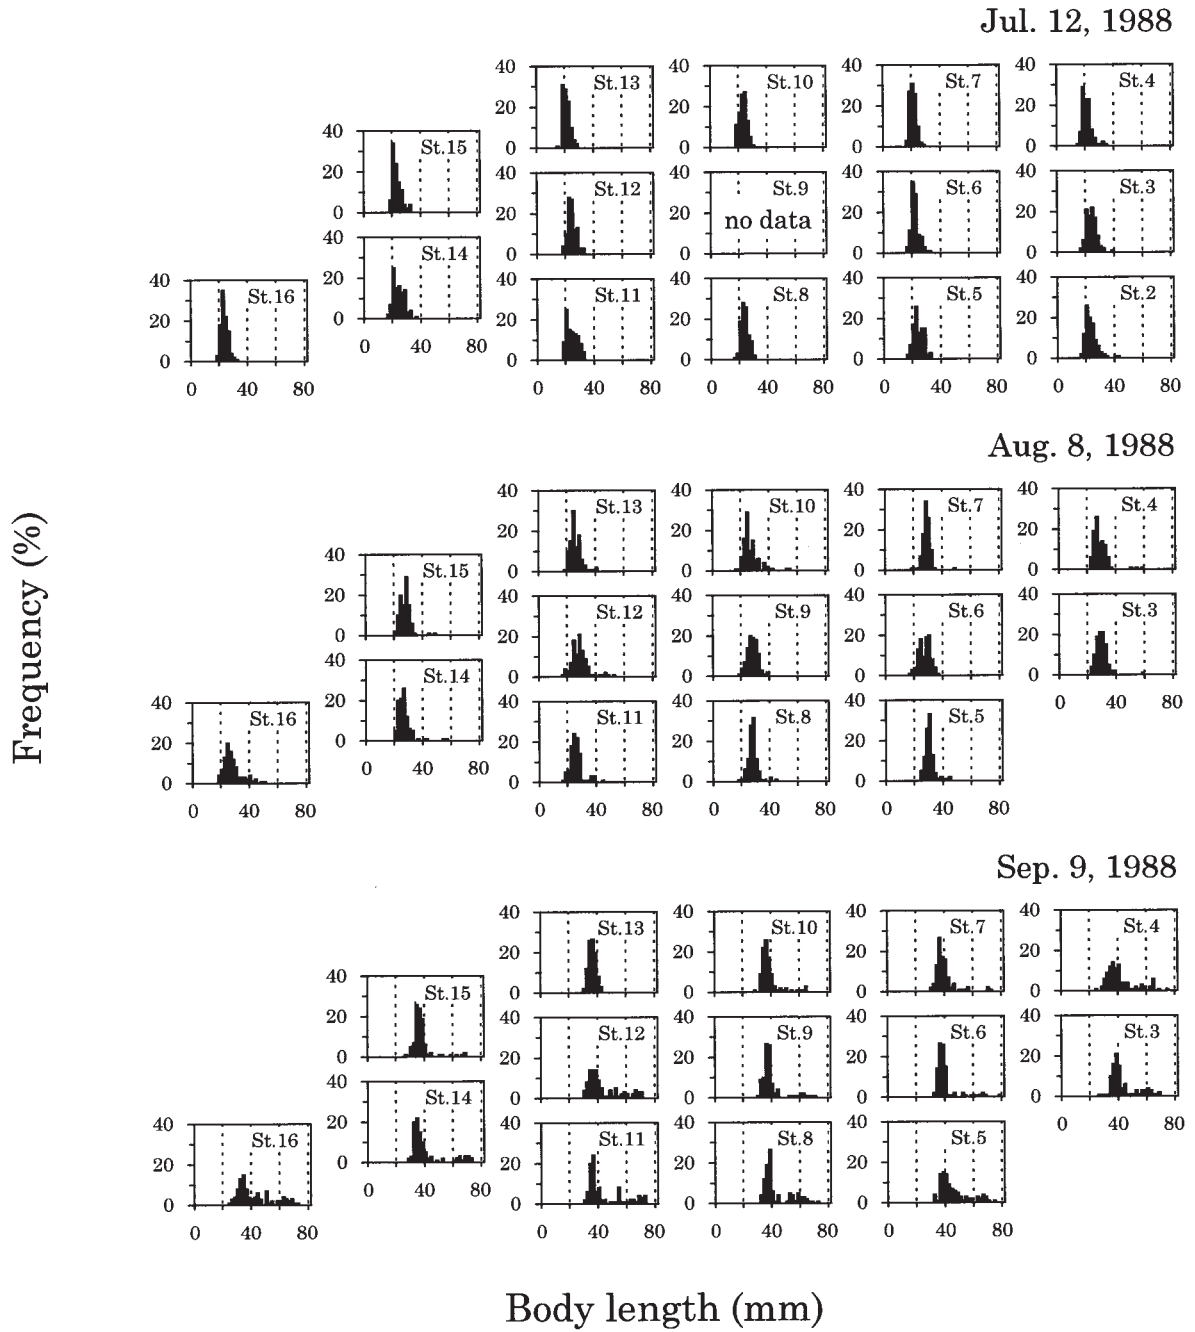 Jul. 12, 1988
40 40 40 40
St.13 St.10 St.7 St.4
20 20 20 20
0 0 0 0
40
St.15
20
0
40 40 40 40
St.12 St.9 St.6 St.3
20 20 no data 20 20
0 0 0 0
40
St.14
20
0
0 40 80
40 40 40 40
St.11 St.8 St.5 St.2
20 20 20 20
0 0 0 0
0 40 80 0 40 80 0 40 80 0 40 80
40
St.16
20
0
0 40 80
Aug. 8, 1988
40 40 40 40
St.13 St.10 St.7 St.4
20 20 20 20
0 0 0 0
40
St.15
20
0
40 40 40 40
St.12 St.9 St.6 St.3
20 20 20 20
0 0 0 0
0 40 80
40
St.14
20
0
0 40 80
40 40 40
St.11 St.8 St.5
20 20 20
0 0 0
0 40 80 0 40 80 0 40 80
40
St.16
20
0
0 40 80
Frequency (%)
Sep. 9, 1988
40 40 40 40
St.13 St.10 St.7 St.4
20 20 20 20
0 0 0 0
40
St.15
20
0
40 40 40 40
St.12 St.9 St.6 St.3
20 20 20 20
0 0 0 0
0 40 80
40
St.14
20
0
0 40 80
40 40 40
St.11 St.8 St.5
20 20 20
0 0 0
0 40 80 0 40 80 0 40 80
40
St.16
20
0
0 40 80
Body length (mm)